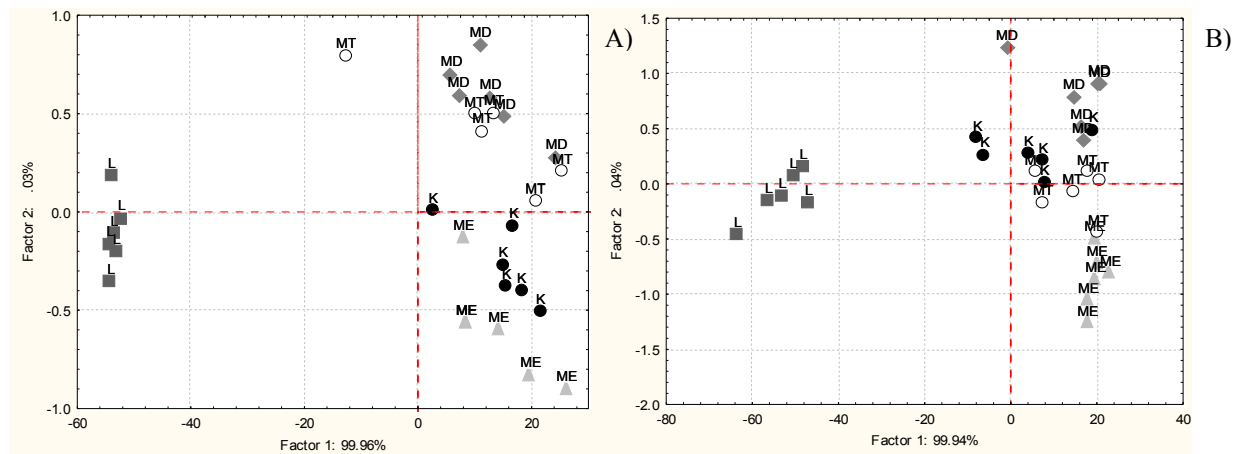 A)
1.0
MD
MT
MD
MD
MD
0.5
MT
MT
MD
MT
MD
MT
L
MT
K
0.0
L
K
L
ME
L
L
K
K
K
L
K
-0.5
ME
ME
ME
ME
-1.0
-60 -40 -20 0 20
Factor 2: .03%
Factor 1: 99.96%
B)
1.5
MD
MD
1.0
MD
MD
0.5
MD
K
K
K
K
K
K
L
L
MT
MT
MT
0.0
L
L
L
MT
MT
L
MT
-0.5
ME
ME
ME
-1.0
ME
ME
-1.5
-2.0
-80 -60 -40 -20 0 20 40
Factor 2: .04%
Factor 1: 99.94%